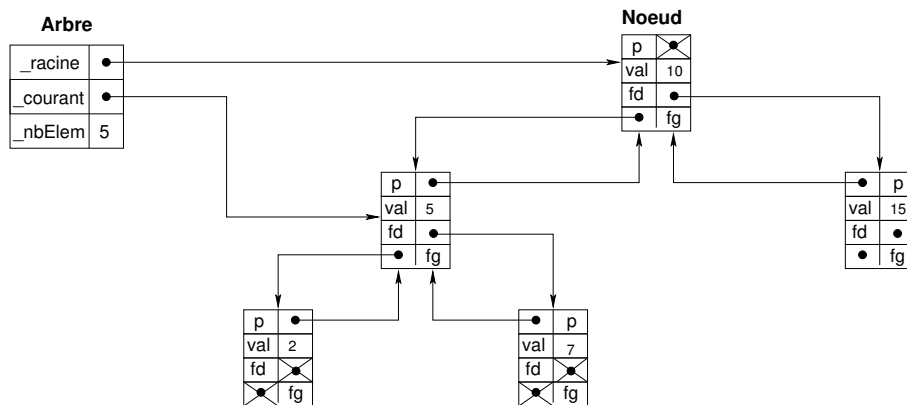 Arbre
_racine
_courant
_nbElem 5
Noeud
p
val 10
fd
fg
p
val 5
fd
fg
p
val 15
fd
fg
p
val 2
fd
fg
p
val 7
fd
fg